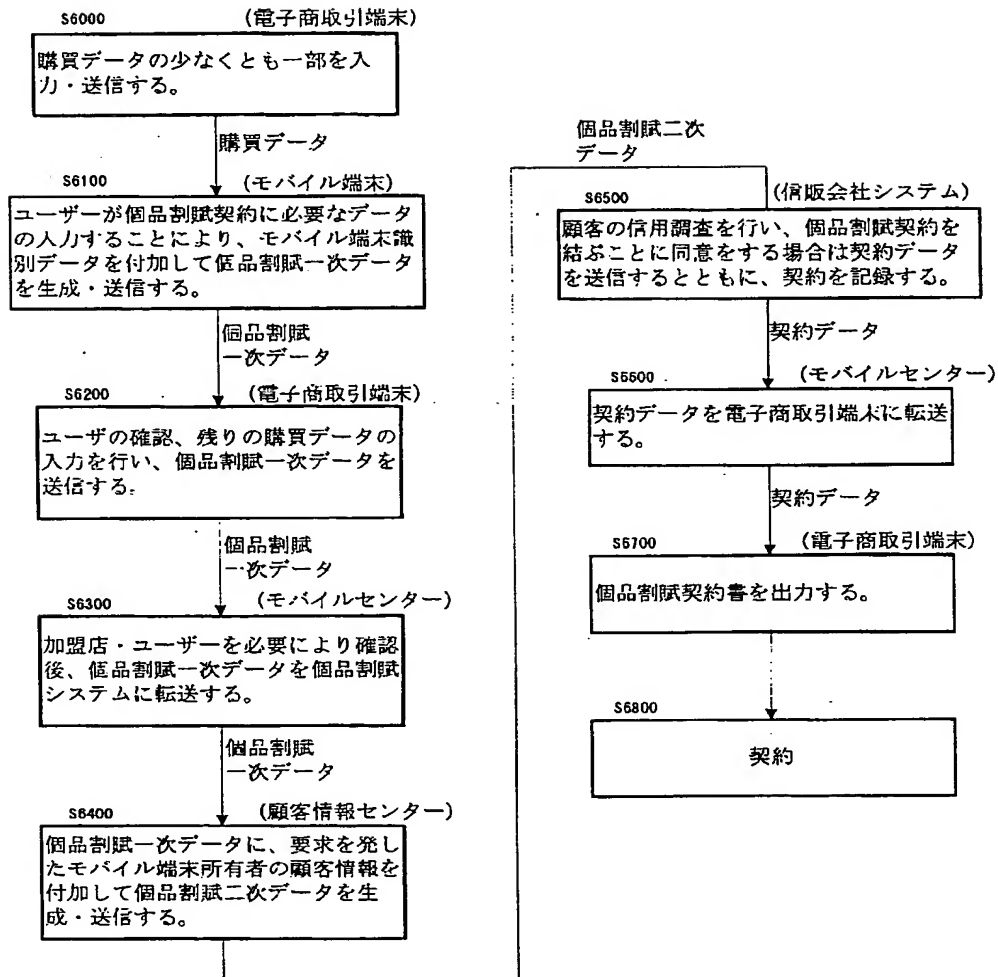 S6000 (電子商取引端末)
購買データの少なくとも一部を入
力・送信する。
購買データ
S6100 (モバイル端末)
ユーザーが個品割賦契約に必要なデータ
の入力することにより、モバイル端末識
別データを付加して個品割賦一次データ
を生成・送信する。
個品割賦
一次データ
S6200 (電子商取引端末)
ユーザの確認、残りの購買データの
入力を行い、個品割賦一次データを
送信する。
個品割賦
一次データ
S6300 (モバイルセンター)
加盟店・ユーザーを必要により確認
後、個品割賦一次データを個品割賦
システムに転送する。
個品割賦
一次データ
S6400 (顧客情報センター)
個品割賦一次データに、要求を発し
たモバイル端末所有者の顧客情報を
付加して個品割賦二次データを生
成・送信する。
個品割賦二次
データ
S6500 (信販会社システム)
顧客の信用調査を行い、個品割賦契約を
結ぶことに同意をする場合は契約データ
を送信するとともに、契約を記録する。
契約データ
S6600 (モバイルセンター)
契約データを電子商取引端末に転送
する。
契約データ
S6700 (電子商取引端末)
個品割賦契約書を出力する。
S6800
契約